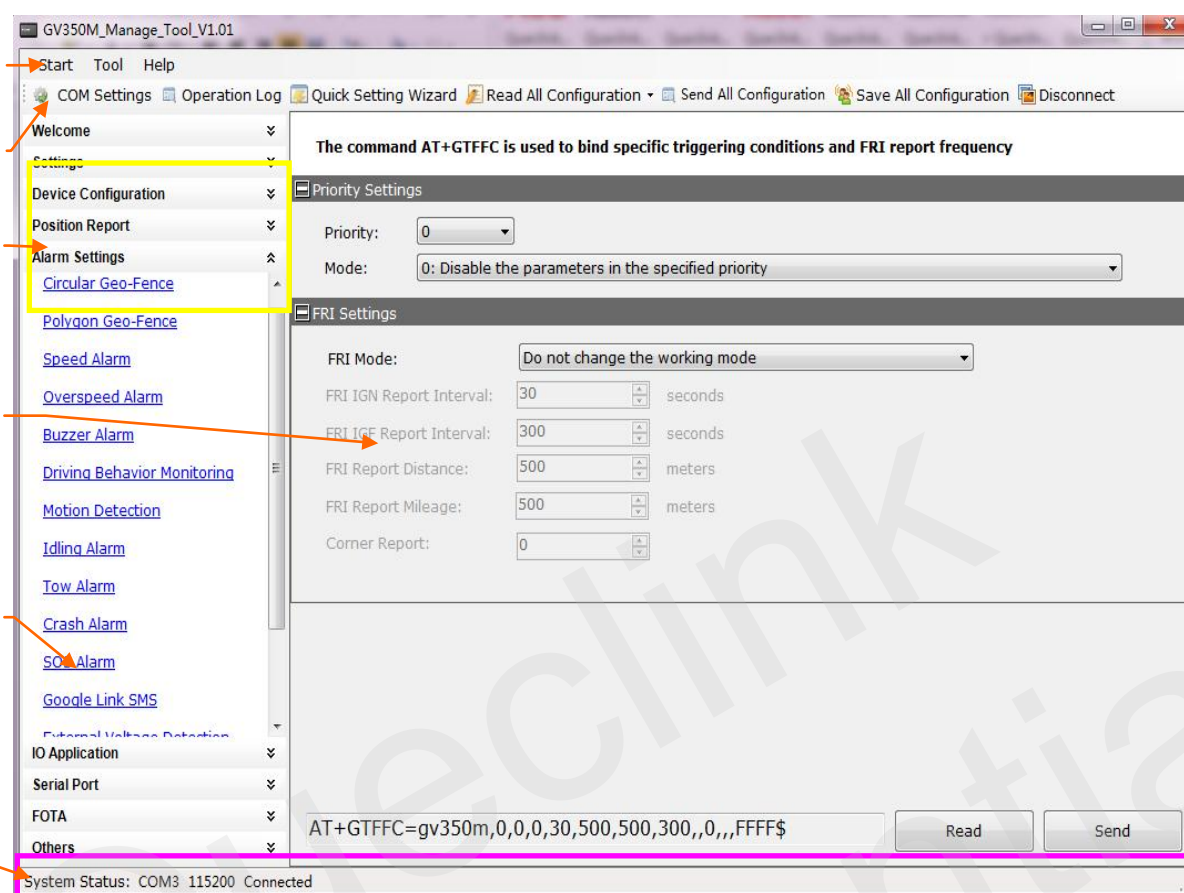 GV350M_Manage_Tool_V1.01
Start Tool Help
COM Settings Operation Log Quick Setting Wizard Read All Configuration Send All Configuration Save All Configuration Disconnect
Welcome
Settings
Device Configuration
Position Report
Alarm Settings
Circular Geo-Fence
Polygon Geo-Fence
Speed Alarm
Overspeed Alarm
Buzzer Alarm
Driving Behavior Monitoring
Motion Detection
Idling Alarm
Tow Alarm
Crash Alarm
SOS Alarm
Google Link SMS
External Voltage Detection
IO Application
Serial Port
FOTA
Others
The command AT+GTFFC is used to bind specific triggering conditions and FRI report frequency
Priority Settings
Priority: 0
Mode: 0: Disable the parameters in the specified priority
FRI Settings
FRI Mode: Do not change the working mode
FRI IGN Report Interval: 30 seconds
FRI IGF Report Interval: 300 seconds
FRI Report Distance: 500 meters
FRI Report Mileage: 500 meters
Corner Report: 0
AT+GTFFC=gv350m,0,0,0,30,500,500,300,,0,,,FFFF$ Read Send
System Status: COM3 115200 Connected